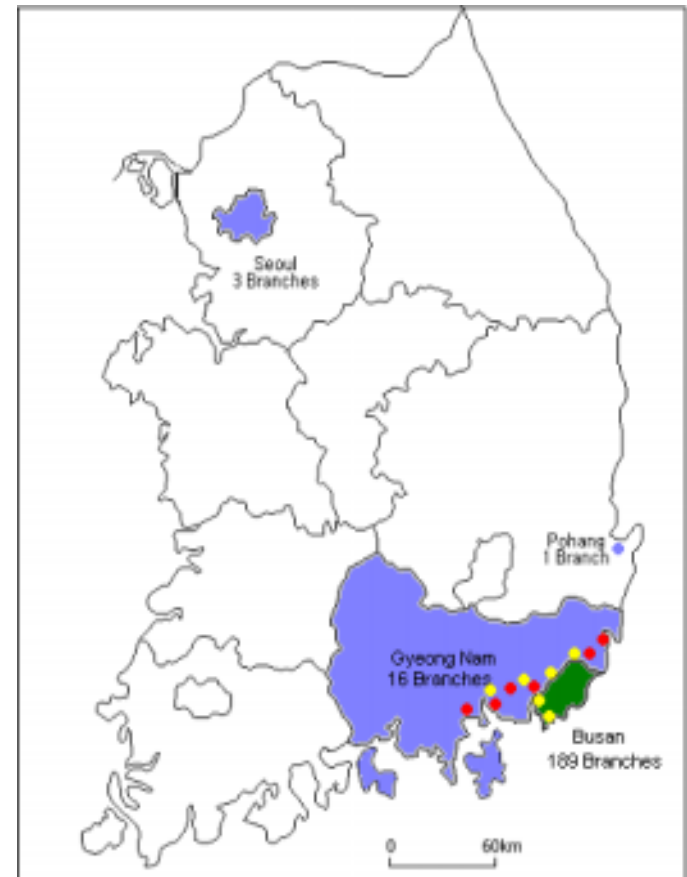 Seoul
3 Branches
Pohang
1 Branch
Gyeong Nam
16 Branches
Busan
189 Branches
0 60km